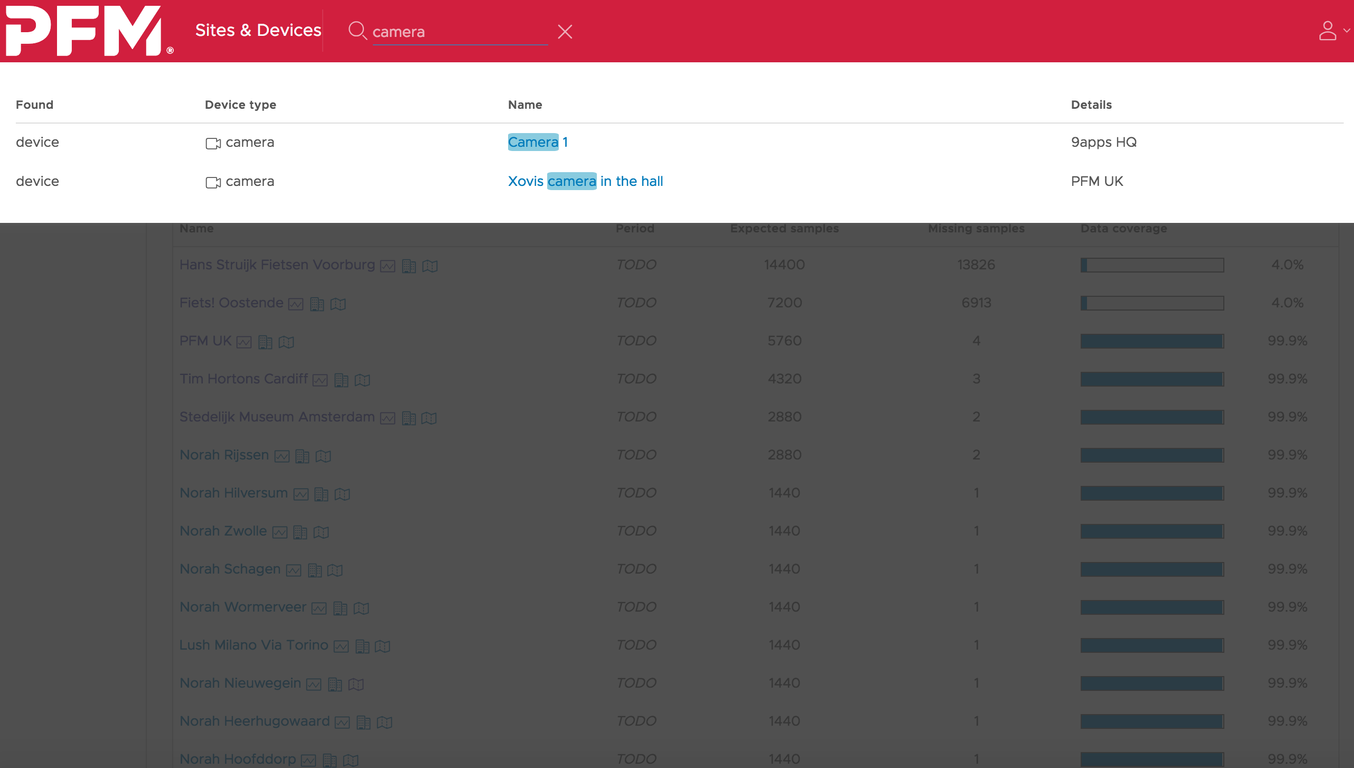 PFM® Sites & Devices camera
Found Device type Name Details
device camera Camera 1 9apps HQ
device camera Xovis camera in the hall PFM UK
Name Period Expected samples Missing samples Data coverage
Hans Struijk Fietsen Voorburg TODO 14400 13826 4.0%
Fiets! Oostende TODO 7200 6913 4.0%
PFM UK TODO 5760 4 99.9%
Tim Hortons Cardiff TODO 4320 3 99.9%
Stedelijk Museum Amsterdam TODO 2880 2 99.9%
Norah Rijssen TODO 2880 2 99.9%
Norah Hilversum TODO 1440 1 99.9%
Norah Zwolle TODO 1440 1 99.9%
Norah Schagen TODO 1440 1 99.9%
Norah Wormerveer TODO 1440 1 99.9%
Lush Milano Via Torino TODO 1440 1 99.9%
Norah Nieuwegein TODO 1440 1 99.9%
Norah Heerhugowaard TODO 1440 1 99.9%
Norah Hoofddorp TODO 1440 1 99.9%